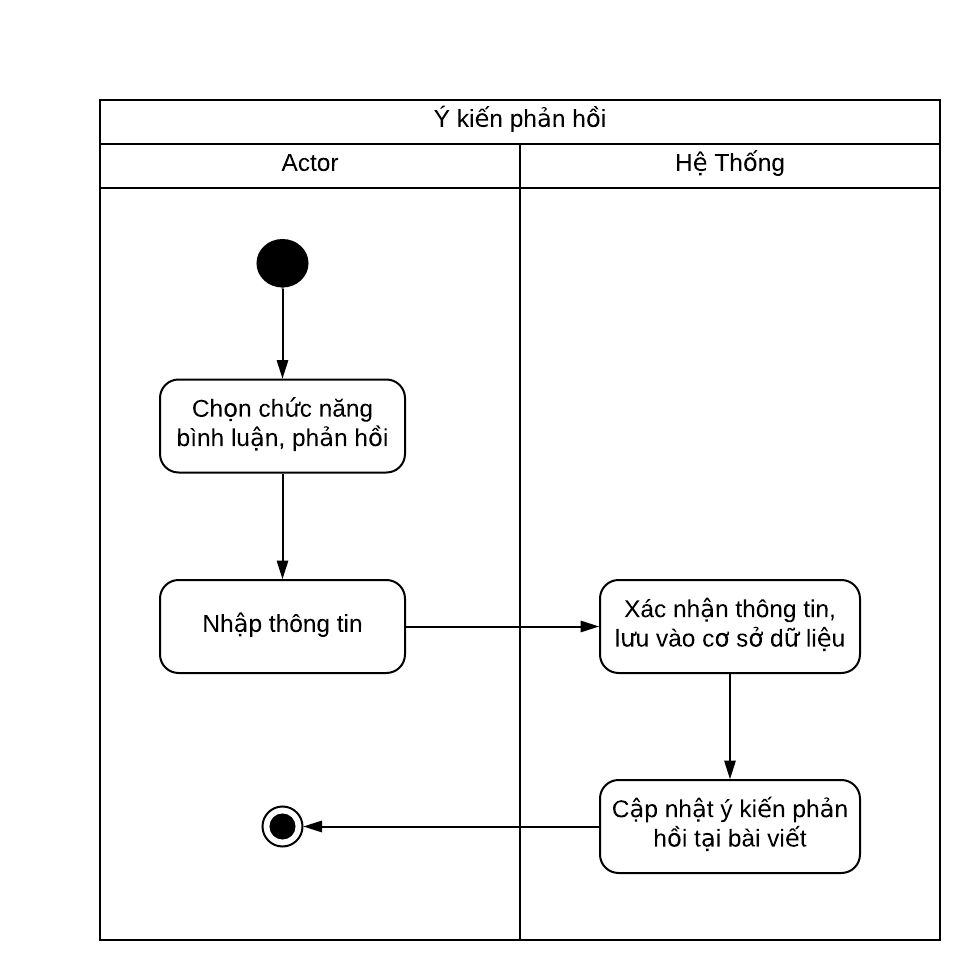 Ý kiến phản hồi
Actor
Hệ Thống
Chọn chức năng
bình luận, phản hồi
Nhập thông tin
Xác nhận thông tin,
lưu vào cơ sở dữ liệu
Cập nhật ý kiến phản
hồi tại bài viết